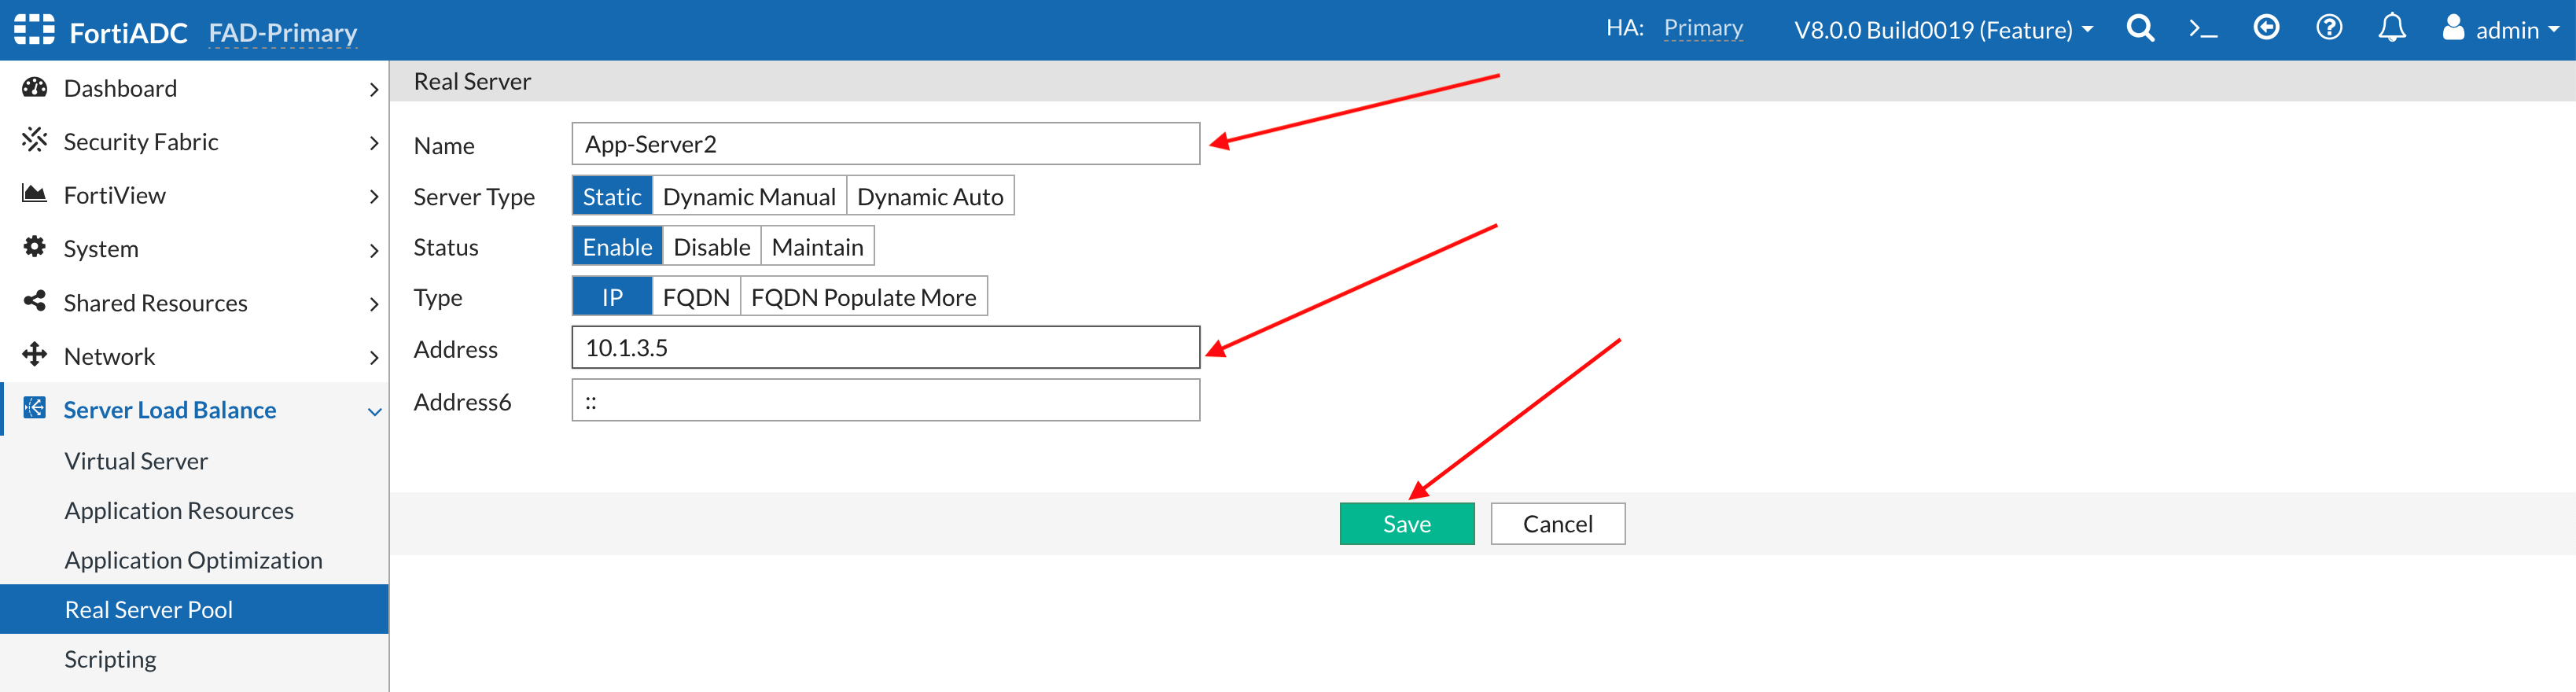 FortiADC FAD-Primary HA: Primary V8.0.0 Build0019 (Feature) admin
Dashboard
Security Fabric
FortiView
System
Shared Resources
Network
Server Load Balance
Virtual Server
Application Resources
Application Optimization
Real Server Pool
Scripting
Real Server
Name App-Server2
Server Type Static Dynamic Manual Dynamic Auto
Status Enable Disable Maintain
Type IP FQDN FQDN Populate More
Address 10.1.3.5
Address6 ::
Save Cancel